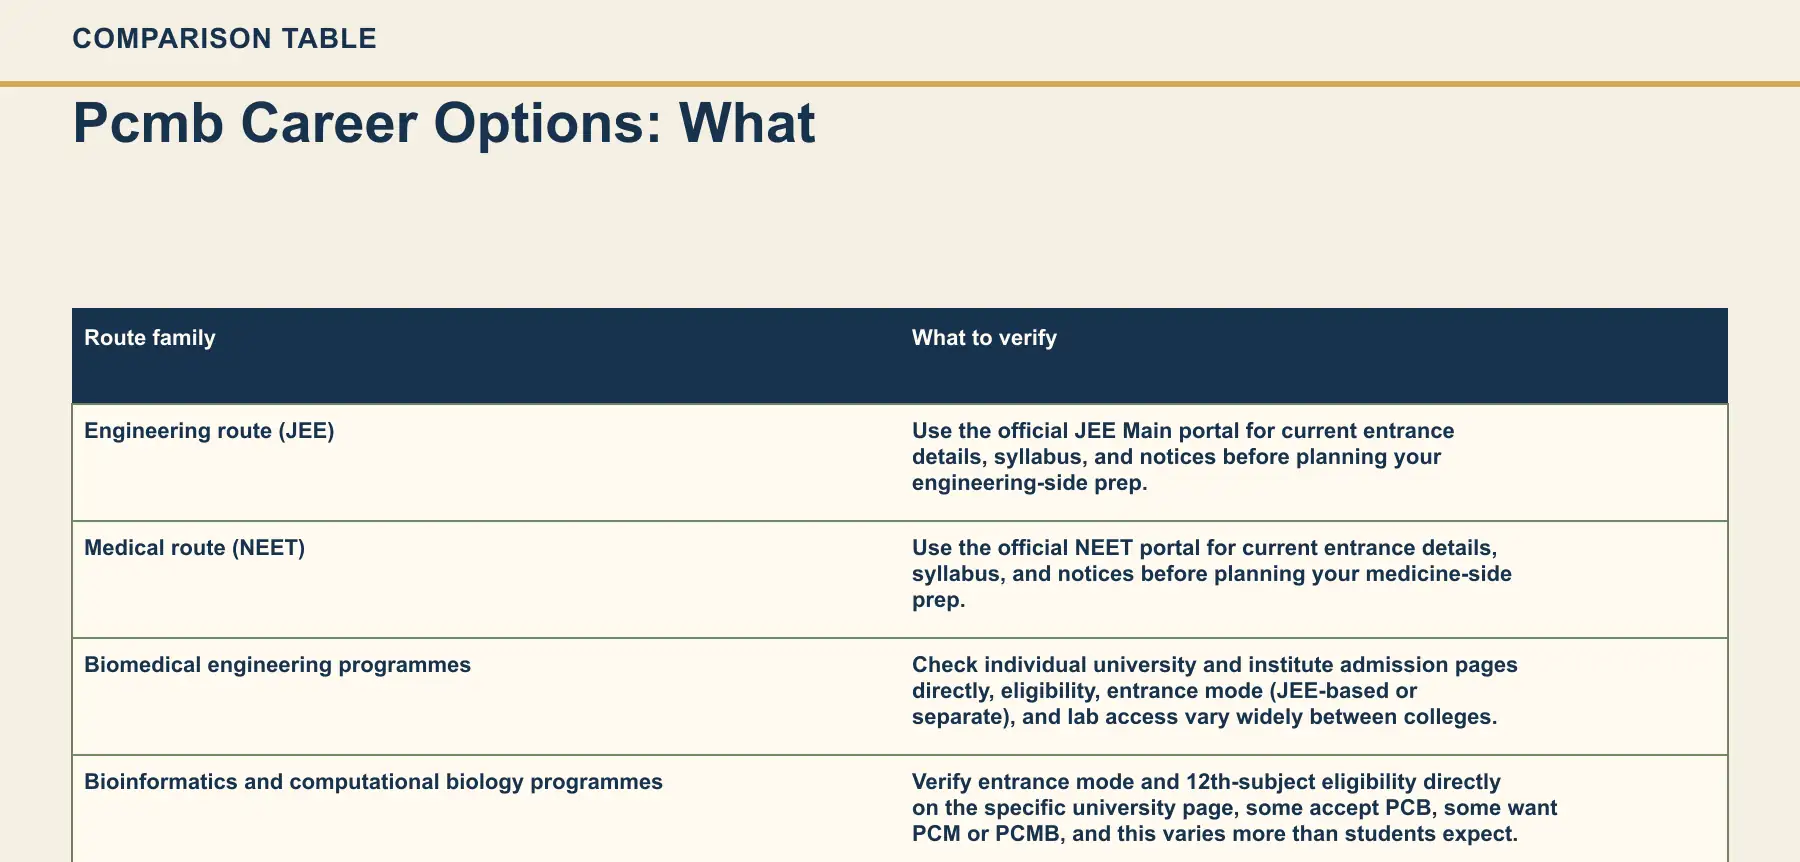 COMPARISON TABLE
Pcmb Career Options: What
Route family
What to verify
Engineering route (JEE)
Use the official JEE Main portal for current entrance
details, syllabus, and notices before planning your
engineering-side prep.
Medical route (NEET)
Use the official NEET portal for current entrance details,
syllabus, and notices before planning your medicine-side
prep.
Biomedical engineering programmes
Check individual university and institute admission pages
directly, eligibility, entrance mode (JEE-based or
separate), and lab access vary widely between colleges.
Bioinformatics and computational biology programmes
Verify entrance mode and 12th-subject eligibility directly
on the specific university page, some accept PCB, some want
PCM or PCMB, and this varies more than students expect.